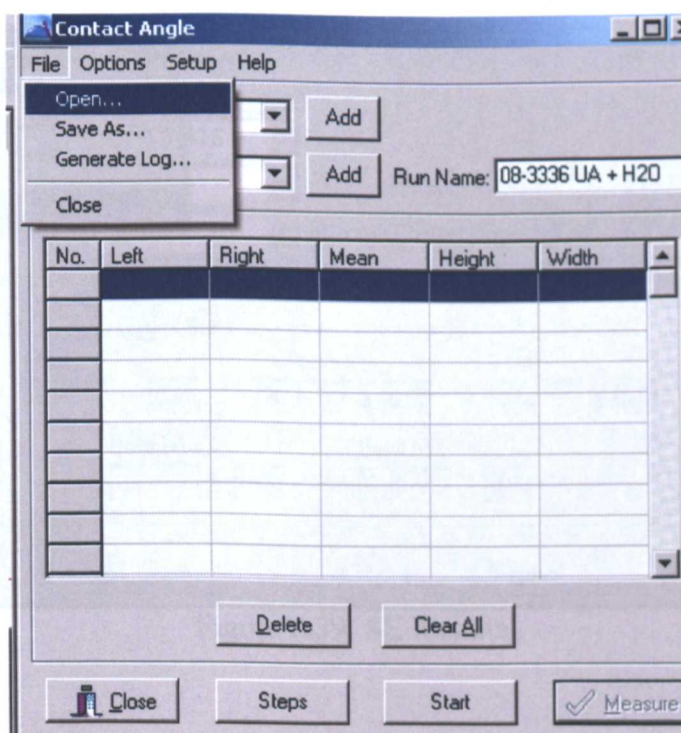 Contact Angle
File Options Setup Help
Open...
Save As...
Generate Log...
Close
Add
Add Run Name: 08-3336 UA + H2O
No. Left Right Mean Height Width
Delete Clear All
Close Steps Start Measure